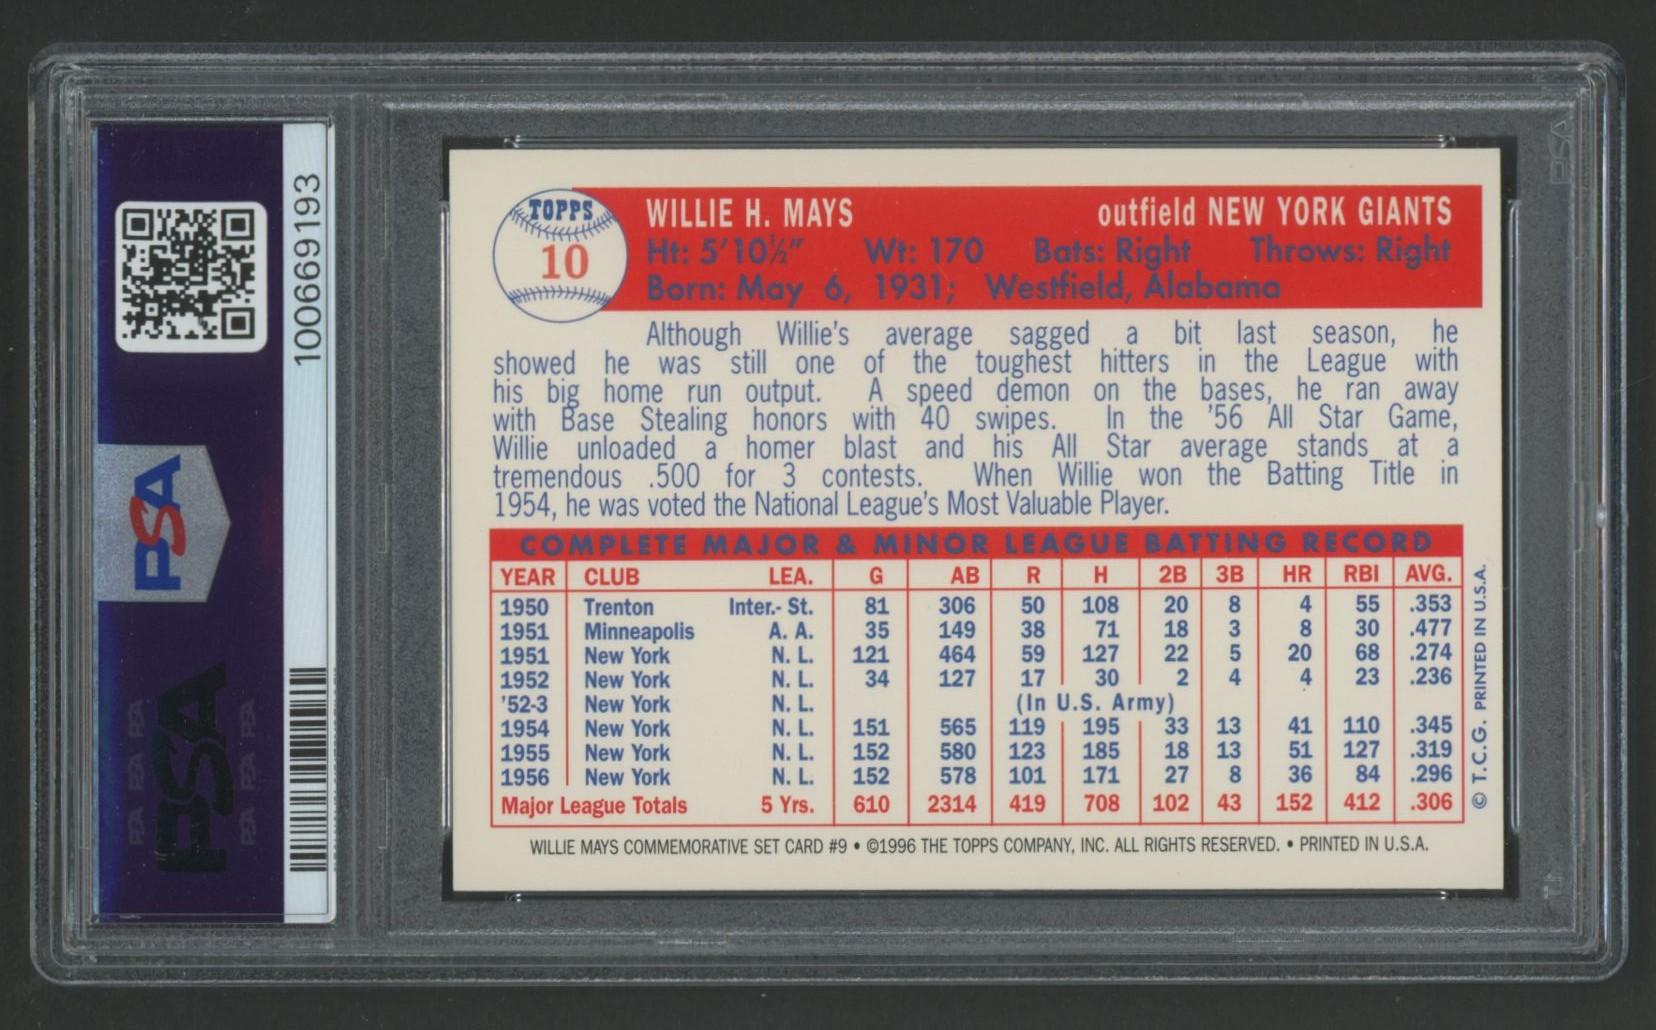 100669193
PSA
PSA
TOPPS
10
WILLIE H. MAYS outfield NEW YORK GIANTS
Ht: 5'10½" Wt: 170 Bats: Right Throws: Right
Born: May 6, 1931; Westfield, Alabama
Although Willie's average sagged a bit last season, he
showed he was still one of the toughest hitters in the League with
his big home run output. A speed demon on the bases, he ran away
with Base Stealing honors with 40 swipes. In the '56 All Star Game,
Willie unloaded a homer blast and his All Star average stands at a
tremendous .500 for 3 contests. When Willie won the Batting Title in
1954, he was voted the National League's Most Valuable Player.
COMPLETE MAJOR & MINOR LEAGUE BATTING RECORD
YEAR CLUB LEA. G AB R H 2B 3B HR RBI AVG.
1950 Trenton Inter.- St. 81 306 50 108 20 8 4 55 .353
1951 Minneapolis A. A. 35 149 38 71 18 3 8 30 .477
1951 New York N. L. 121 464 59 127 22 5 20 68 .274
1952 New York N. L. 34 127 17 30 2 4 4 23 .236
'52-3 New York N. L. (In U.S. Army)
1954 New York N. L. 151 565 119 195 33 13 41 110 .345
1955 New York N. L. 152 580 123 185 18 13 51 127 .319
1956 New York N. L. 152 578 101 171 27 8 36 84 .296
Major League Totals 5 Yrs. 610 2314 419 708 102 43 152 412 .306
© T.C.G. PRINTED IN U.S.A.
WILLIE MAYS COMMEMORATIVE SET CARD #9 • ©1996 THE TOPPS COMPANY, INC. ALL RIGHTS RESERVED. • PRINTED IN U.S.A.
PSA